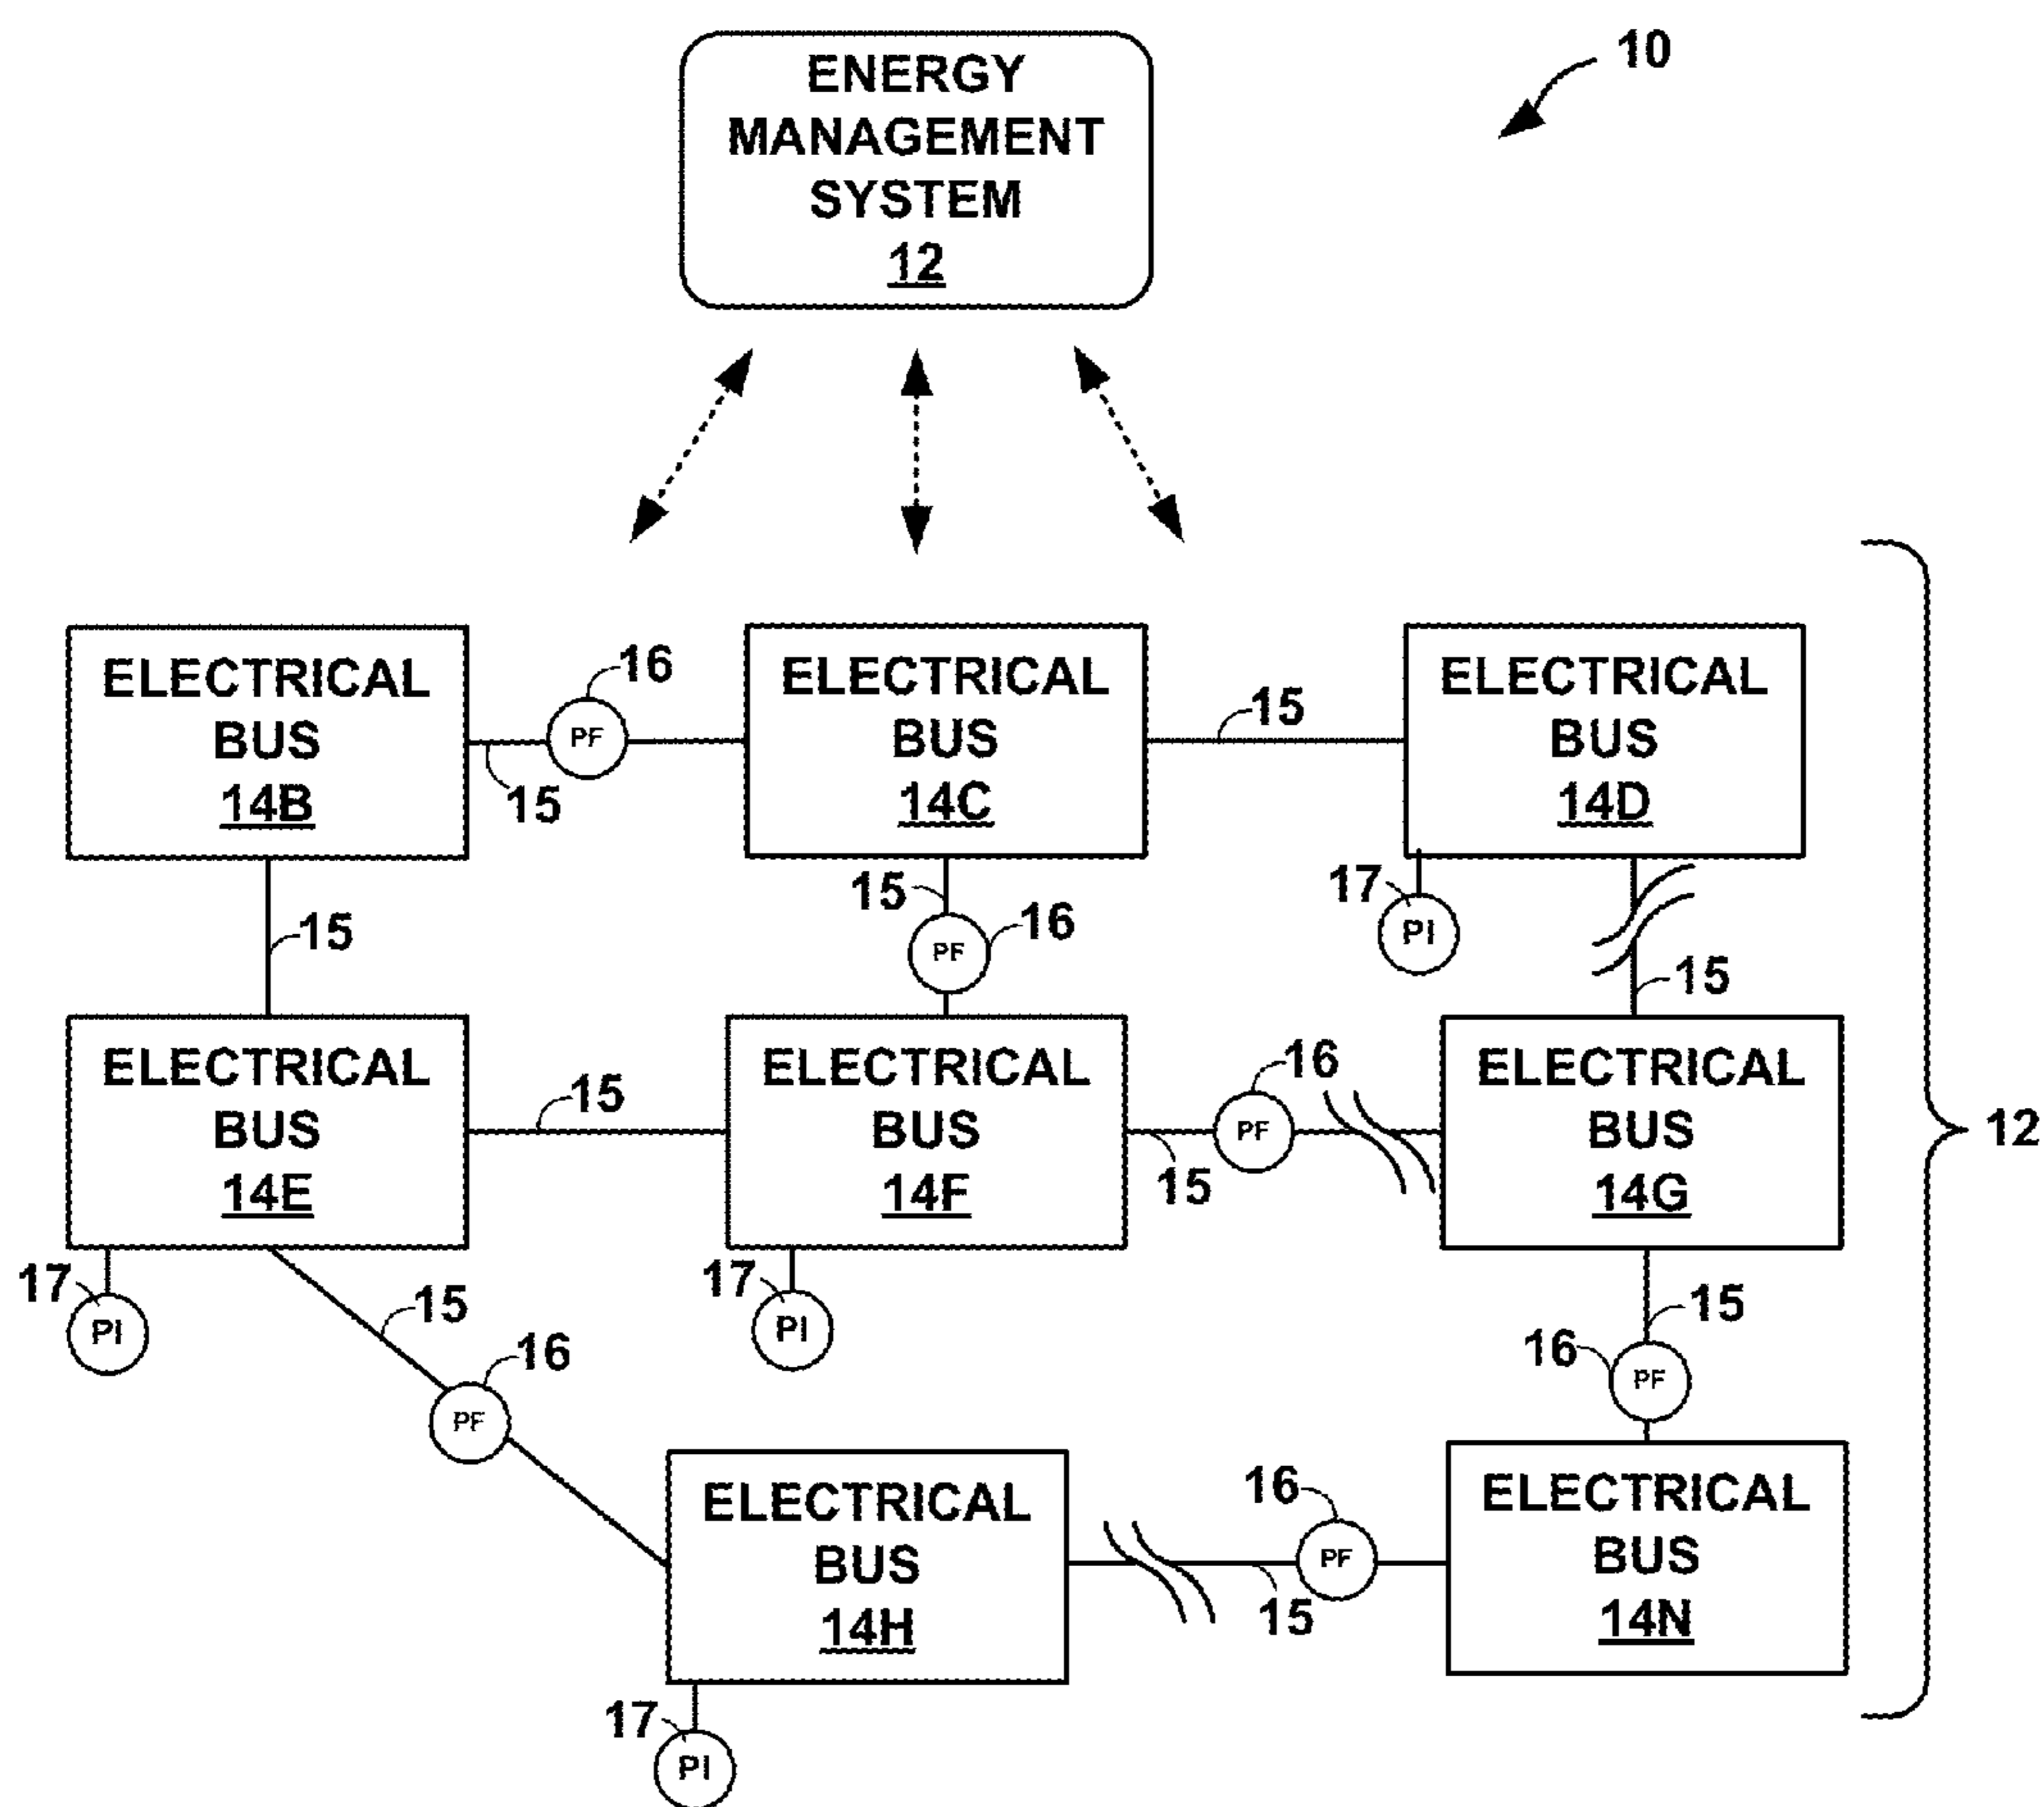 10
ENERGY
MANAGEMENT
SYSTEM
12
ELECTRICAL
BUS
14B
16
PF
15
ELECTRICAL
BUS
14C
15
ELECTRICAL
BUS
14D
15
15
PF
16
17
PI
15
12
ELECTRICAL
BUS
14E
15
ELECTRICAL
BUS
14F
15
16
PF
ELECTRICAL
BUS
14G
17
PI
15
16
PF
17
PI
15
16
PF
ELECTRICAL
BUS
14H
16
PF
15
ELECTRICAL
BUS
14N
17
PI